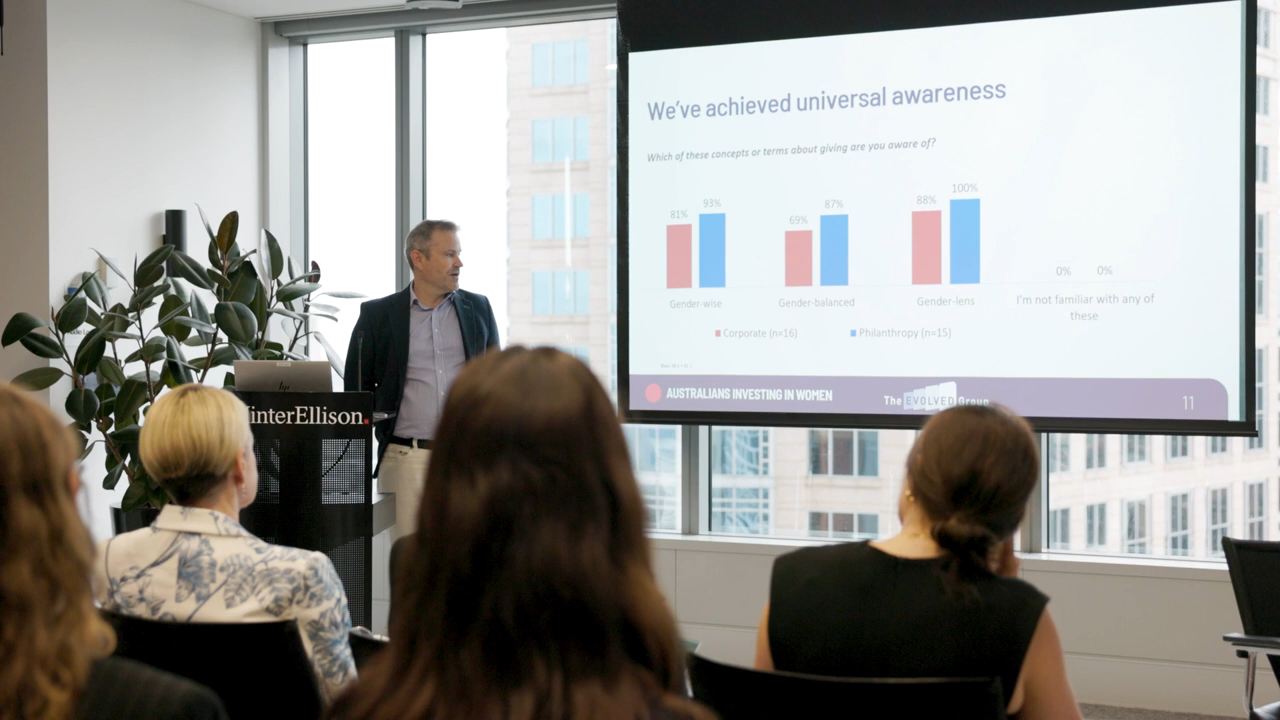 We've achieved universal awareness
Which of these concepts or terms about giving are you aware of?
81% 93% 69% 87% 88% 100% 0% 0%
Gender-wise Gender-balanced Gender-lens I'm not familiar with any of
these
Corporate (n=16) Philanthropy (n=15)
AUSTRALIANS INVESTING IN WOMEN The EVOLVED Group 11
hp
interEllison.